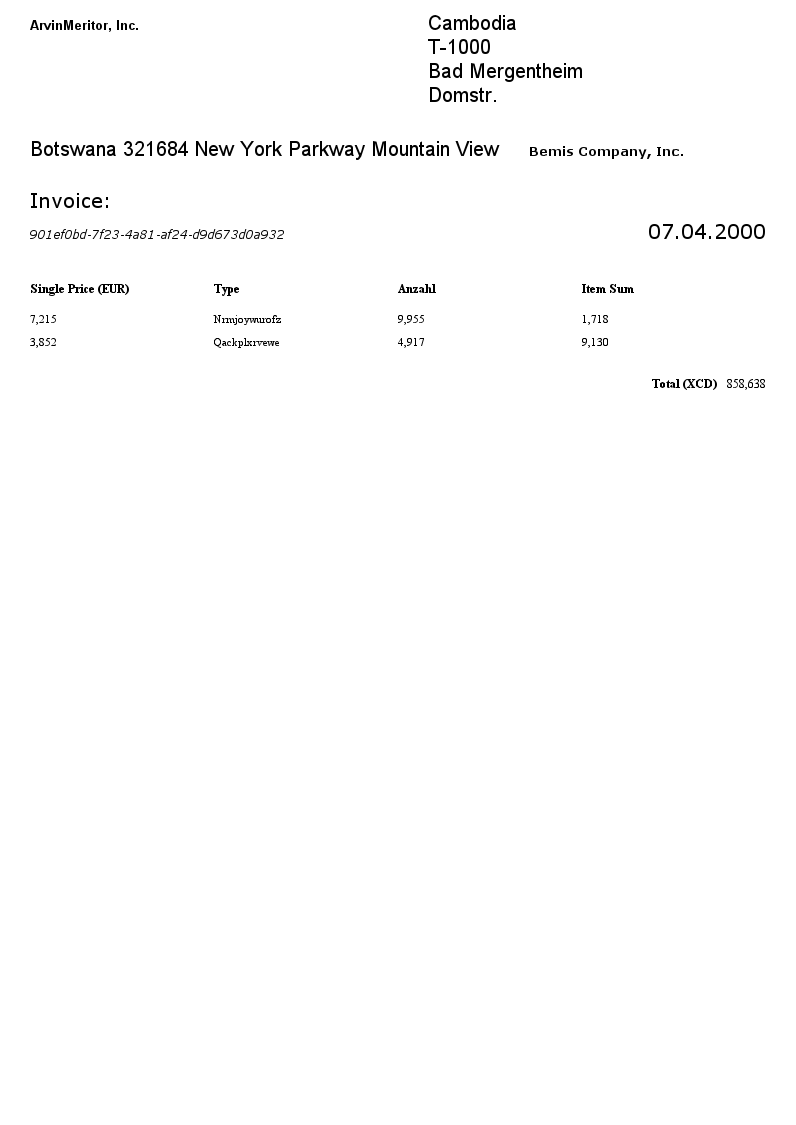 ArvinMeritor, Inc.
Cambodia
T-1000
Bad Mergentheim
Domstr.
Botswana 321684 New York Parkway Mountain View Bemis Company, Inc.
Invoice:
901ef0bd-7f23-4a81-af24-d9d673d0a932 07.04.2000
Single Price (EUR) Type Anzahl Item Sum
7,215 Nrmjoywurofz 9,955 1,718
3,852 Qackplxrvewe 4,917 9,130
Total (XCD) 858,638